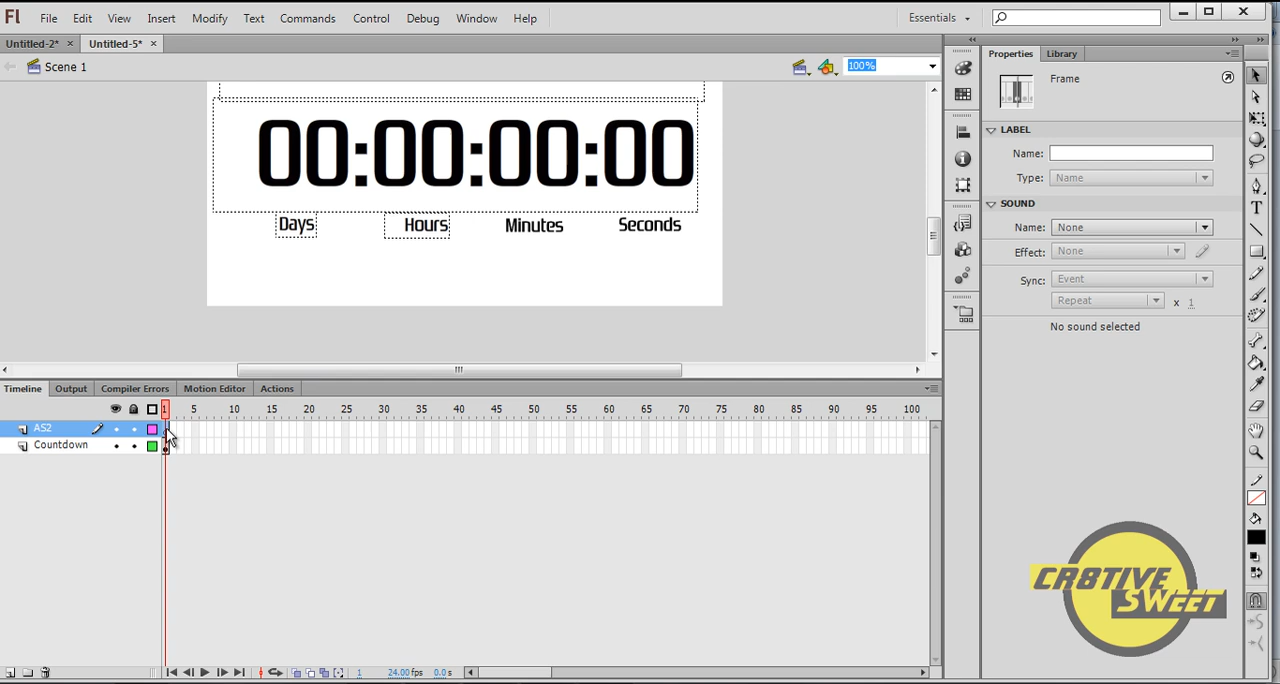 Fl File Edit View Insert Modify Text Commands Control Debug Window Help Essentials
Untitled-2* × Untitled-5* ×
Scene 1 100%
00:00:00:00
Days Hours Minutes Seconds
Properties Library
Frame
LABEL
Name:
Type: Name
SOUND
Name: None
Effect: None
Sync: Event
Repeat x 1
No sound selected
Timeline Output Compiler Errors Motion Editor Actions
1 5 10 15 20 25 30 35 40 45 50 55 60 65 70 75 80 85 90 95 100
AS2
Countdown
1 24.00 fps 0.0 s
CR8TIVE
SWEET